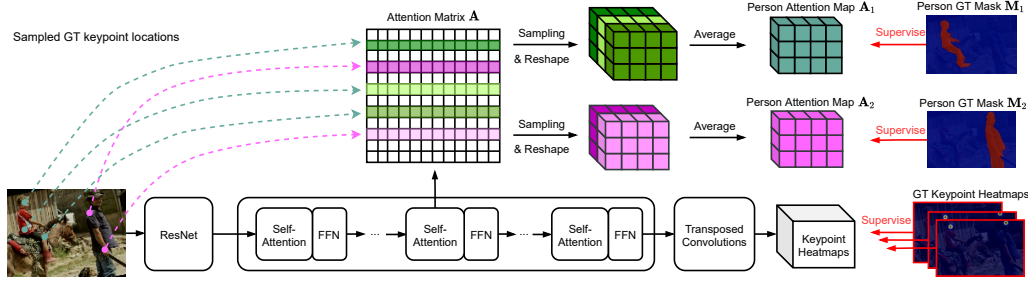 Attention Matrix A
Person Attention Map A₁
Person GT Mask M₁
Sampled GT keypoint locations
Sampling
& Reshape
Average
Supervise
Person Attention Map A₂
Person GT Mask M₂
Sampling
& Reshape
Average
Supervise
GT Keypoint Heatmaps
ResNet
Self-
Attention
FFN
...
Self-
Attention
FFN
...
Self-
Attention
FFN
Transposed
Convolutions
Keypoint
Heatmaps
Supervise